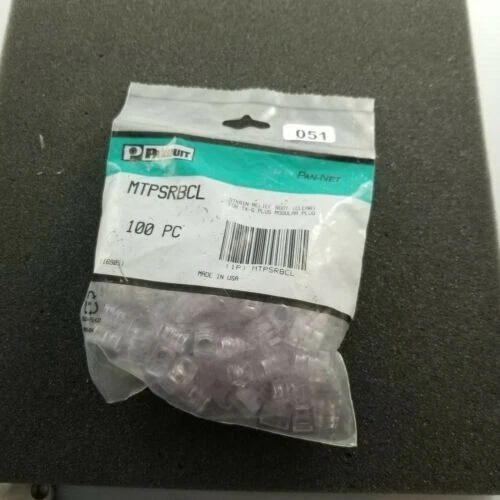 051
PANDUIT
PAN-NET
MTPSRBCL
STRAIN RELIEF BOOT (CLEAR)
FOR TX-6 PLUS MODULAR PLUG
100 PC
(1P) MTPSRBCL
MADE IN USA